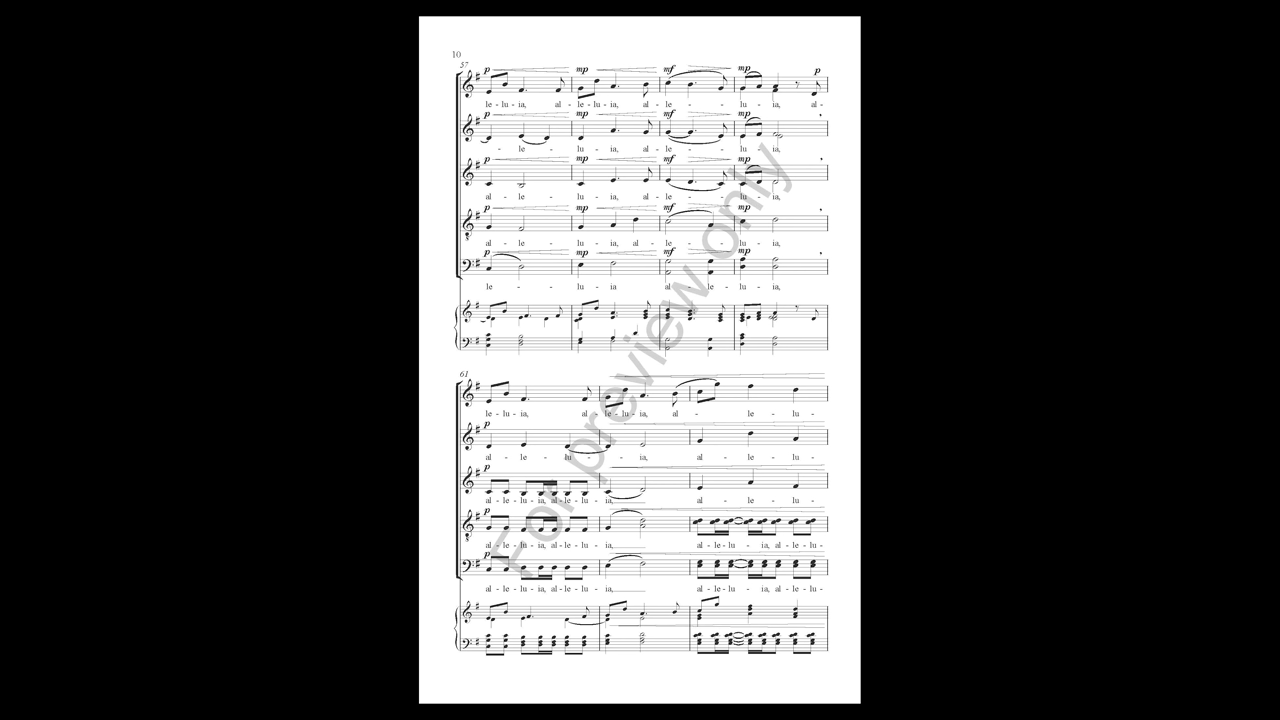 10
57
p mp mf mp p
le - lu - ia, al - le - lu - ia, al - le - lu - ia, al -
p mp mf mp
- le - lu - ia, al - le - lu - ia,
p mp mf mp
al - le - lu - ia, al - le - lu - ia,
p mp mf mp
al - le - lu - ia, al - le - lu - ia,
p mp mf mp
le - lu - ia al - le - lu - ia,
61
le - lu - ia, al - le - lu - ia, al - le - lu -
p
al - le - lu - ia, al - le - lu -
p
al - le - lu - ia, al - le - lu - ia, al - le - lu -
p
al - le - lu - ia, al - le - lu - ia, al - le - lu - ia, al - le - lu -
p
al - le - lu - ia, al - le - lu - ia, al - le - lu - ia, al - le - lu -
For preview only